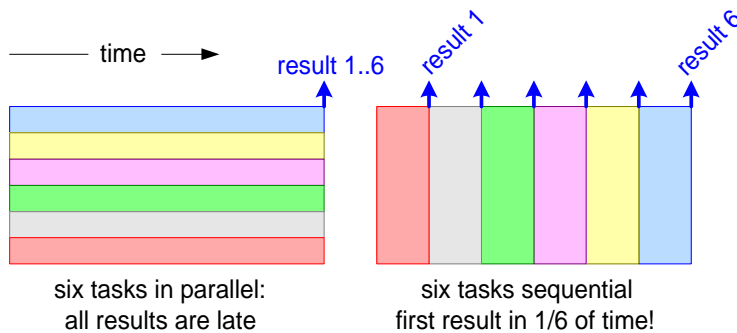 time
result 1..6
result 1
result 6
six tasks in parallel:
all results are late
six tasks sequential
first result in 1/6 of time!